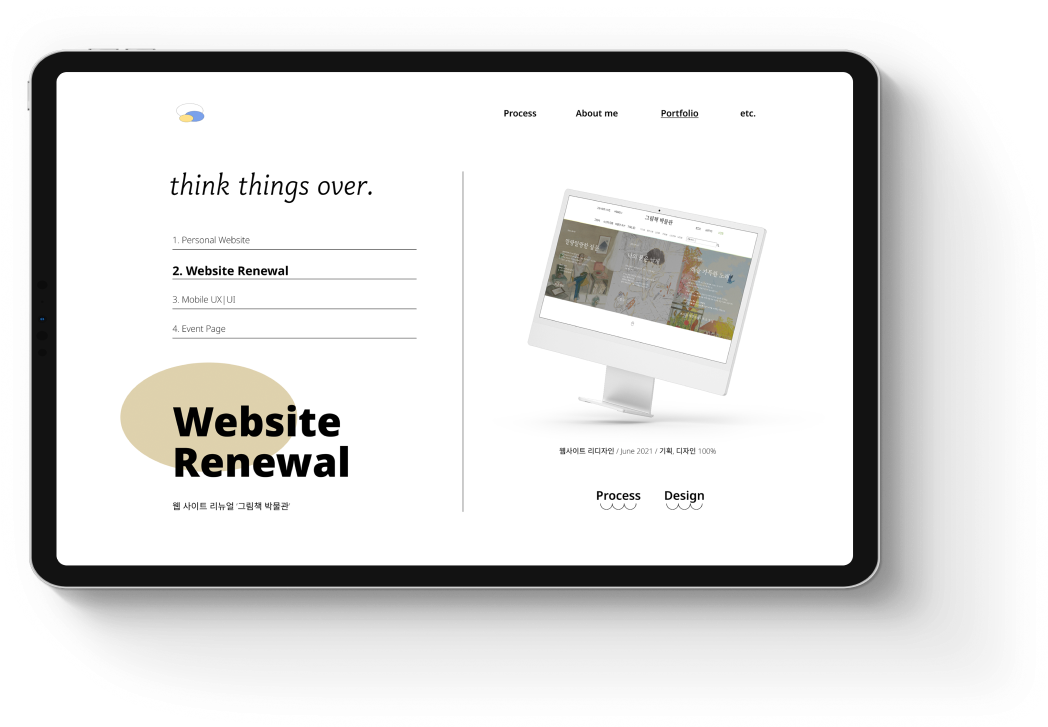 Process About me Portfolio etc.
think things over.
1. Personal Website
2. Website Renewal
3. Mobile UX|UI
4. Event Page
Website
Renewal
웹 사이트 리뉴얼 '그림책 박물관'
그림책 박물관
웹사이트 리디자인 / June 2021 / 기획, 디자인 100%
Process Design